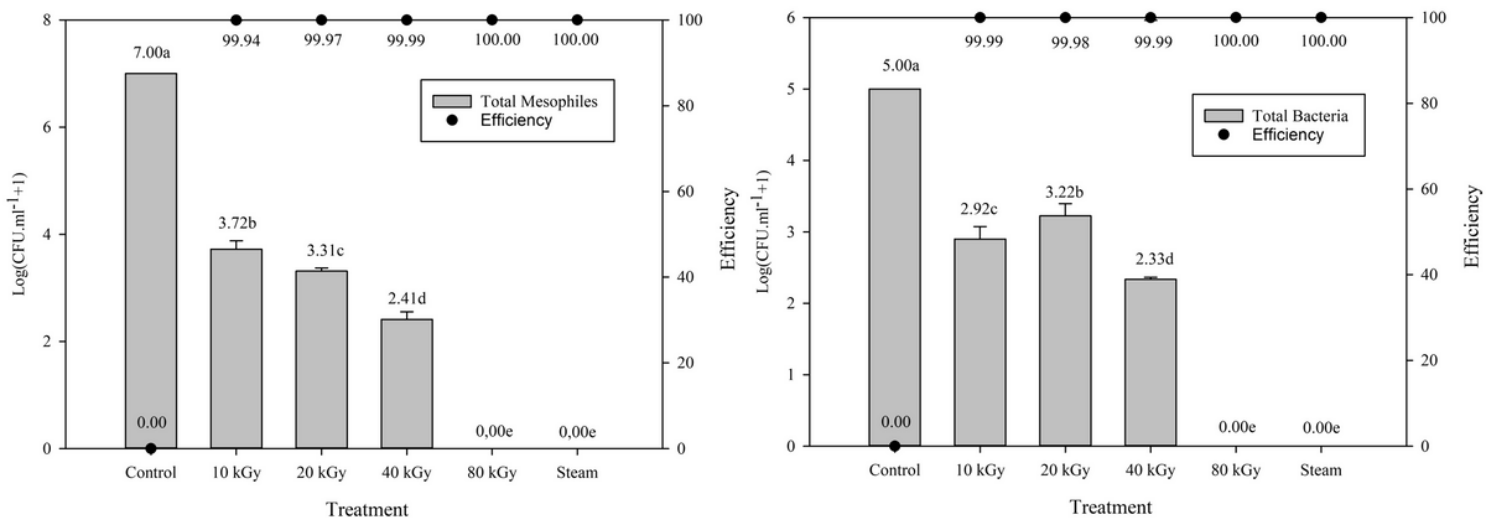 8
6
4
2
0
Log(CFU.ml⁻¹+1)
7.00a
3.72b
3.31c
2.41d
0,00e
0,00e
0.00
99.94
99.97
99.99
100.00
100.00
Total Mesophiles
Efficiency
100
80
60
40
20
0
Efficiency
Control
10 kGy
20 kGy
40 kGy
80 kGy
Steam
Treatment
6
5
4
3
2
1
0
Log(CFU.ml⁻¹+1)
5.00a
2.92c
3.22b
2.33d
0.00e
0.00e
0.00
99.99
99.98
99.99
100.00
100.00
Total Bacteria
Efficiency
100
80
60
40
20
0
Efficiency
Control
10 kGy
20 kGy
40 kGy
80 kGy
Steam
Treatment